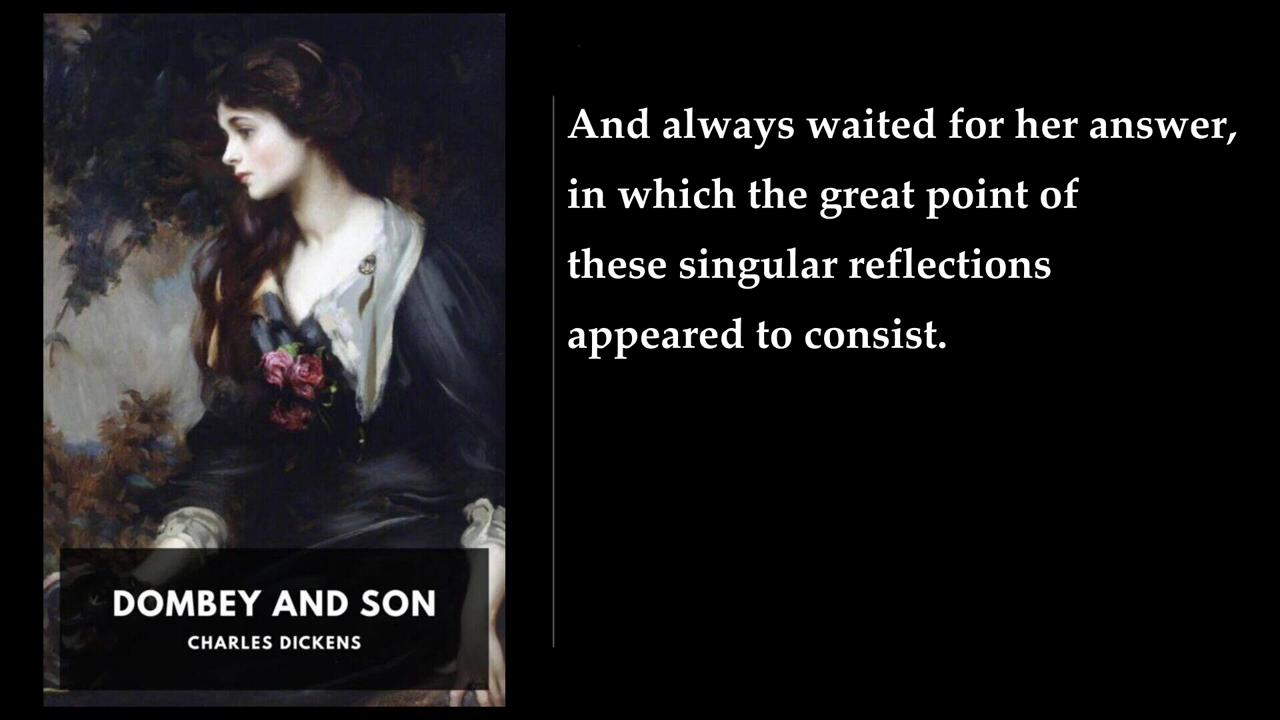 And always waited for her answer,
in which the great point of
these singular reflections
appeared to consist.
DOMBEY AND SON
CHARLES DICKENS